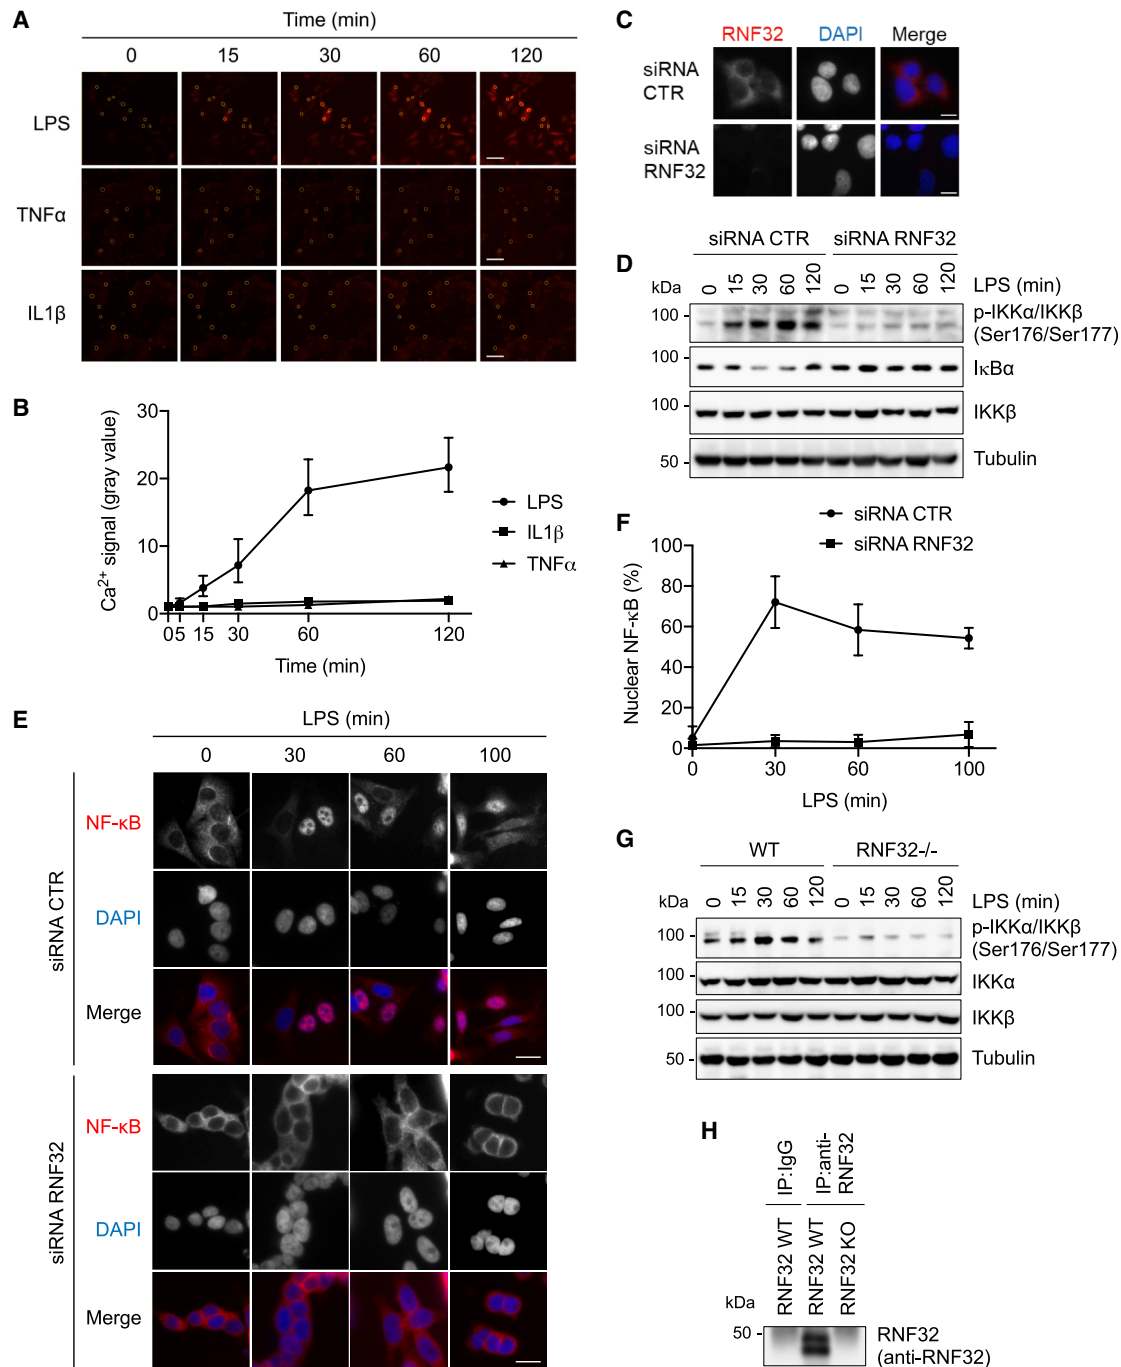 A
Time (min)
0 15 30 60 120
LPS
TNFα
IL1β
B
Ca2+ signal (gray value)
30
20
10
0
0 5 15 30 60 120
Time (min)
LPS
IL1β
TNFα
C
RNF32 DAPI Merge
siRNA
CTR
siRNA
RNF32
D
siRNA CTR siRNA RNF32
kDa 0 15 30 60 120 0 15 30 60 120 LPS (min)
100 p-IKKα/IKKβ
(Ser176/Ser177)
100 IκBα
100 IKKβ
50 Tubulin
E
LPS (min)
0 30 60 100
siRNA CTR
NF-κB
DAPI
Merge
siRNA RNF32
NF-κB
DAPI
Merge
F
siRNA CTR
siRNA RNF32
Nuclear NF-κB (%)
100
80
60
40
20
0
0 30 60 100
LPS (min)
G
WT RNF32-/-
kDa 0 15 30 60 120 0 15 30 60 120 LPS (min)
100 p-IKKα/IKKβ
(Ser176/Ser177)
100 IKKα
100 IKKβ
50 Tubulin
H
IP:IgG
IP:anti-
RNF32
RNF32 WT
RNF32 WT
RNF32 KO
kDa
50 RNF32
(anti-RNF32)